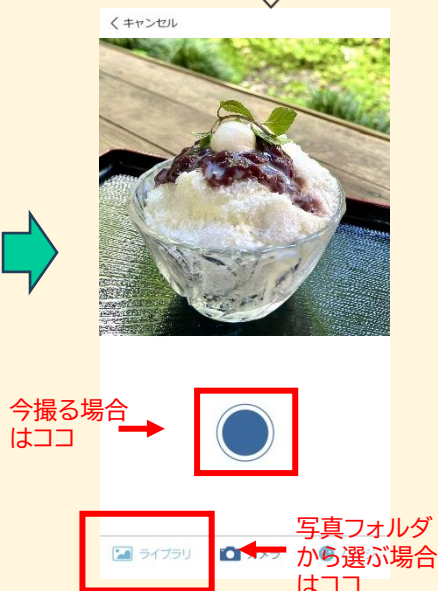 キャンセル
今撮る場合
はココ
写真フォルダ
から選ぶ場合
はココ
ライブラリ